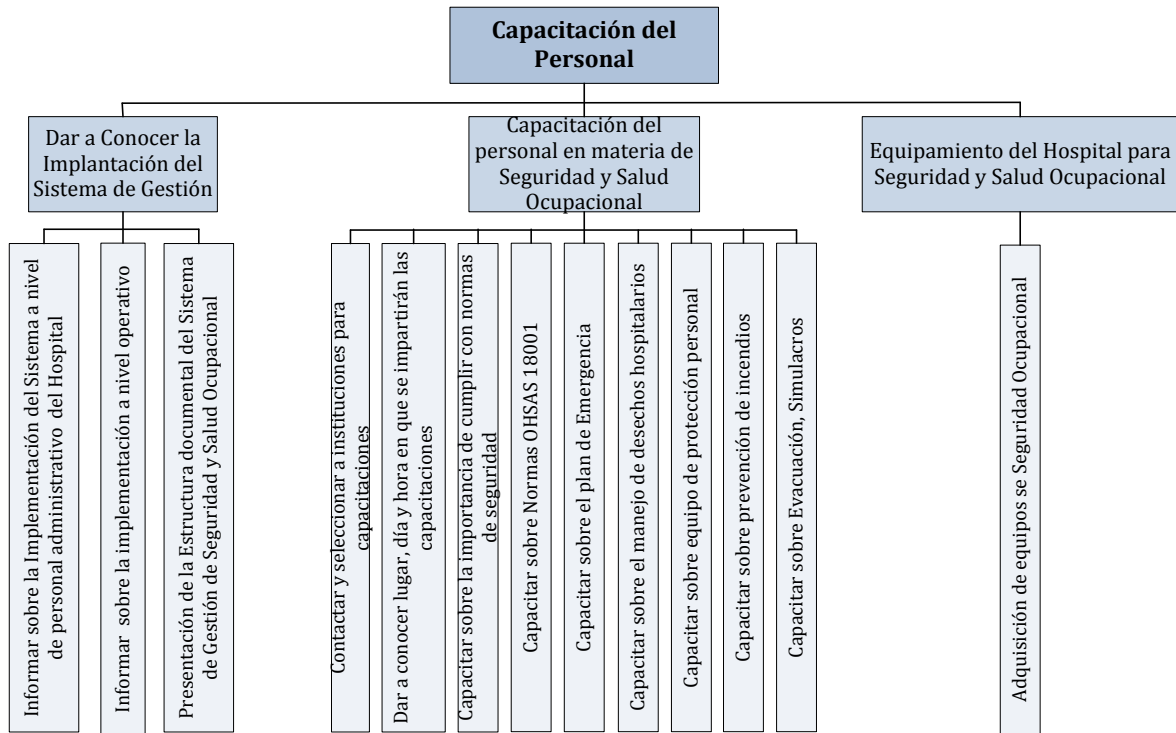 Capacitación del
Personal
Dar a Conocer la
Implantación del
Sistema de Gestión
Capacitación del
personal en materia de
Seguridad y Salud
Ocupacional
Equipamiento del Hospital para
Seguridad y Salud Ocupacional
Informar sobre la Implementación del Sistema a nivel
de personal administrativo del Hospital
Informar sobre la implementación a nivel operativo
Presentación de la Estructura documental del Sistema
de Gestión de Seguridad y Salud Ocupacional
Contactar y seleccionar a instituciones para
capacitaciones
Dar a conocer lugar, día y hora en que se impartirán las
capacitaciones
Capacitar sobre la importancia de cumplir con normas
de seguridad
Capacitar sobre Normas OHSAS 18001
Capacitar sobre el plan de Emergencia
Capacitar sobre el manejo de desechos hospitalarios
Capacitar sobre equipo de protección personal
Capacitar sobre prevención de incendios
Capacitar sobre Evacuación, Simulacros
Adquisición de equipos se Seguridad Ocupacional